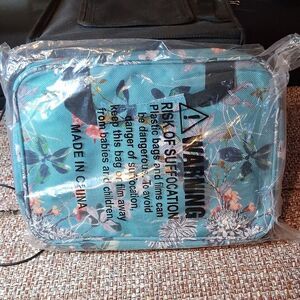 WARNING
RISK OF SUFFOCATION
Plastic bags and films can
be dangerous. To avoid
danger of suffocation,
keep this bag or film away
from babies and children.
MADE IN CHINA